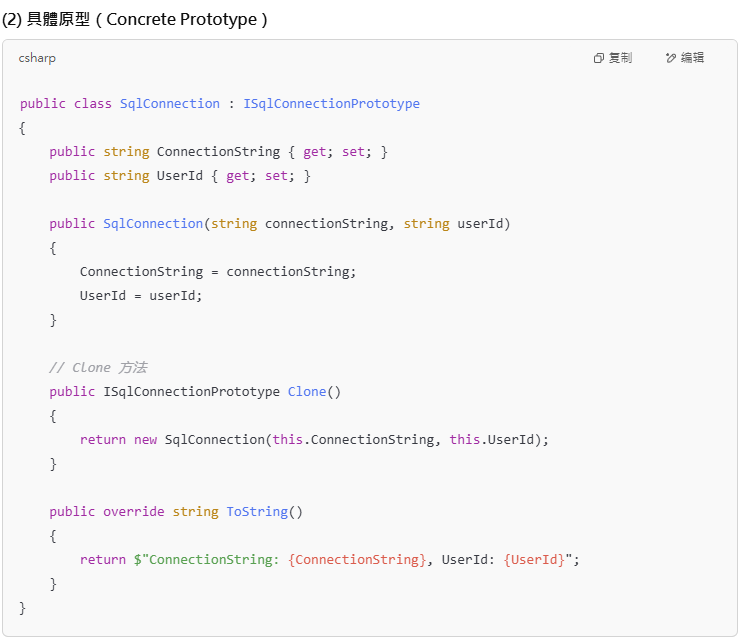 (2) 具體原型（Concrete Prototype）
csharp
复制 编辑
public class SqlConnection : ISqlConnectionPrototype
{
    public string ConnectionString { get; set; }
    public string UserId { get; set; }
    public SqlConnection(string connectionString, string userId)
    {
        ConnectionString = connectionString;
        UserId = userId;
    }
    // Clone 方法
    public ISqlConnectionPrototype Clone()
    {
        return new SqlConnection(this.ConnectionString, this.UserId);
    }
    public override string ToString()
    {
        return $"ConnectionString: {ConnectionString}, UserId: {UserId}";
    }
}